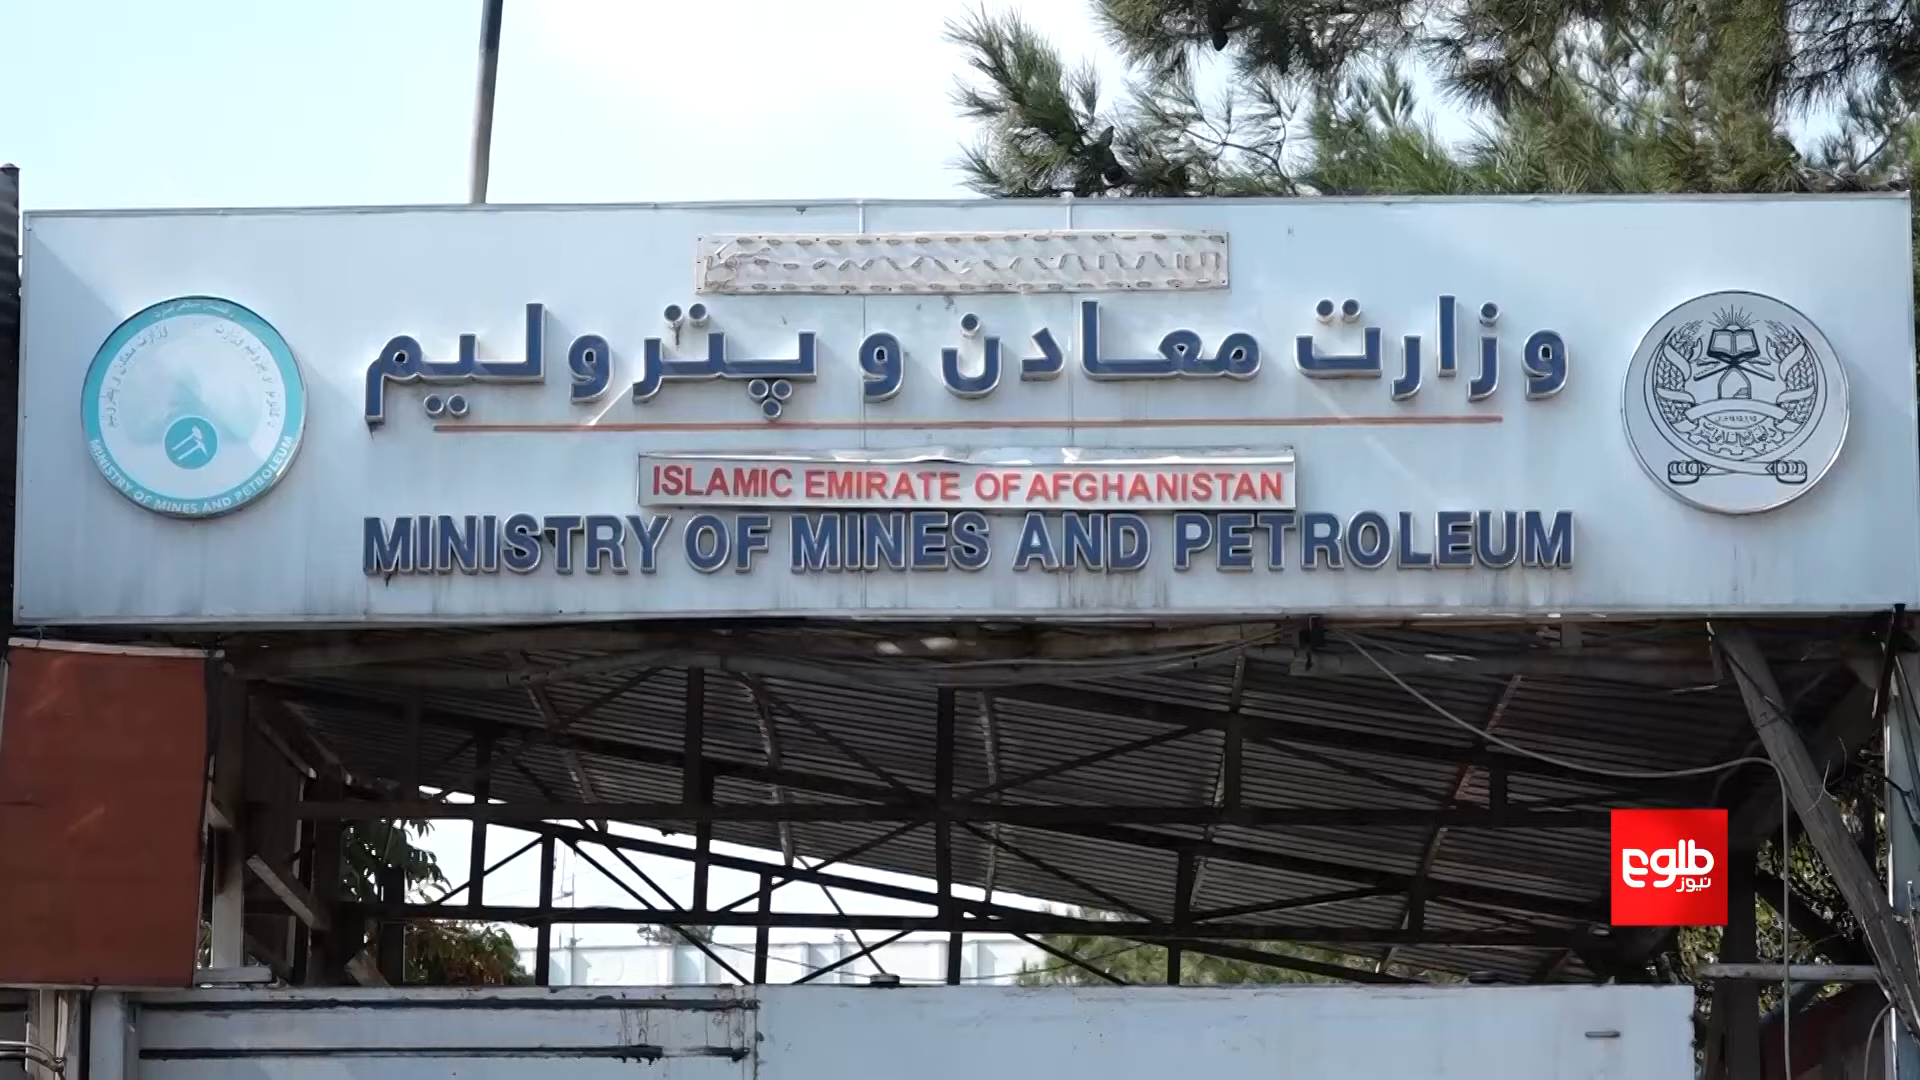 وزارت معادن و پترولیم
ISLAMIC EMIRATE OF AFGHANISTAN
MINISTRY OF MINES AND PETROLEUM
MINISTRY OF MINES AND PETROLEUM
طلوع
نیوز